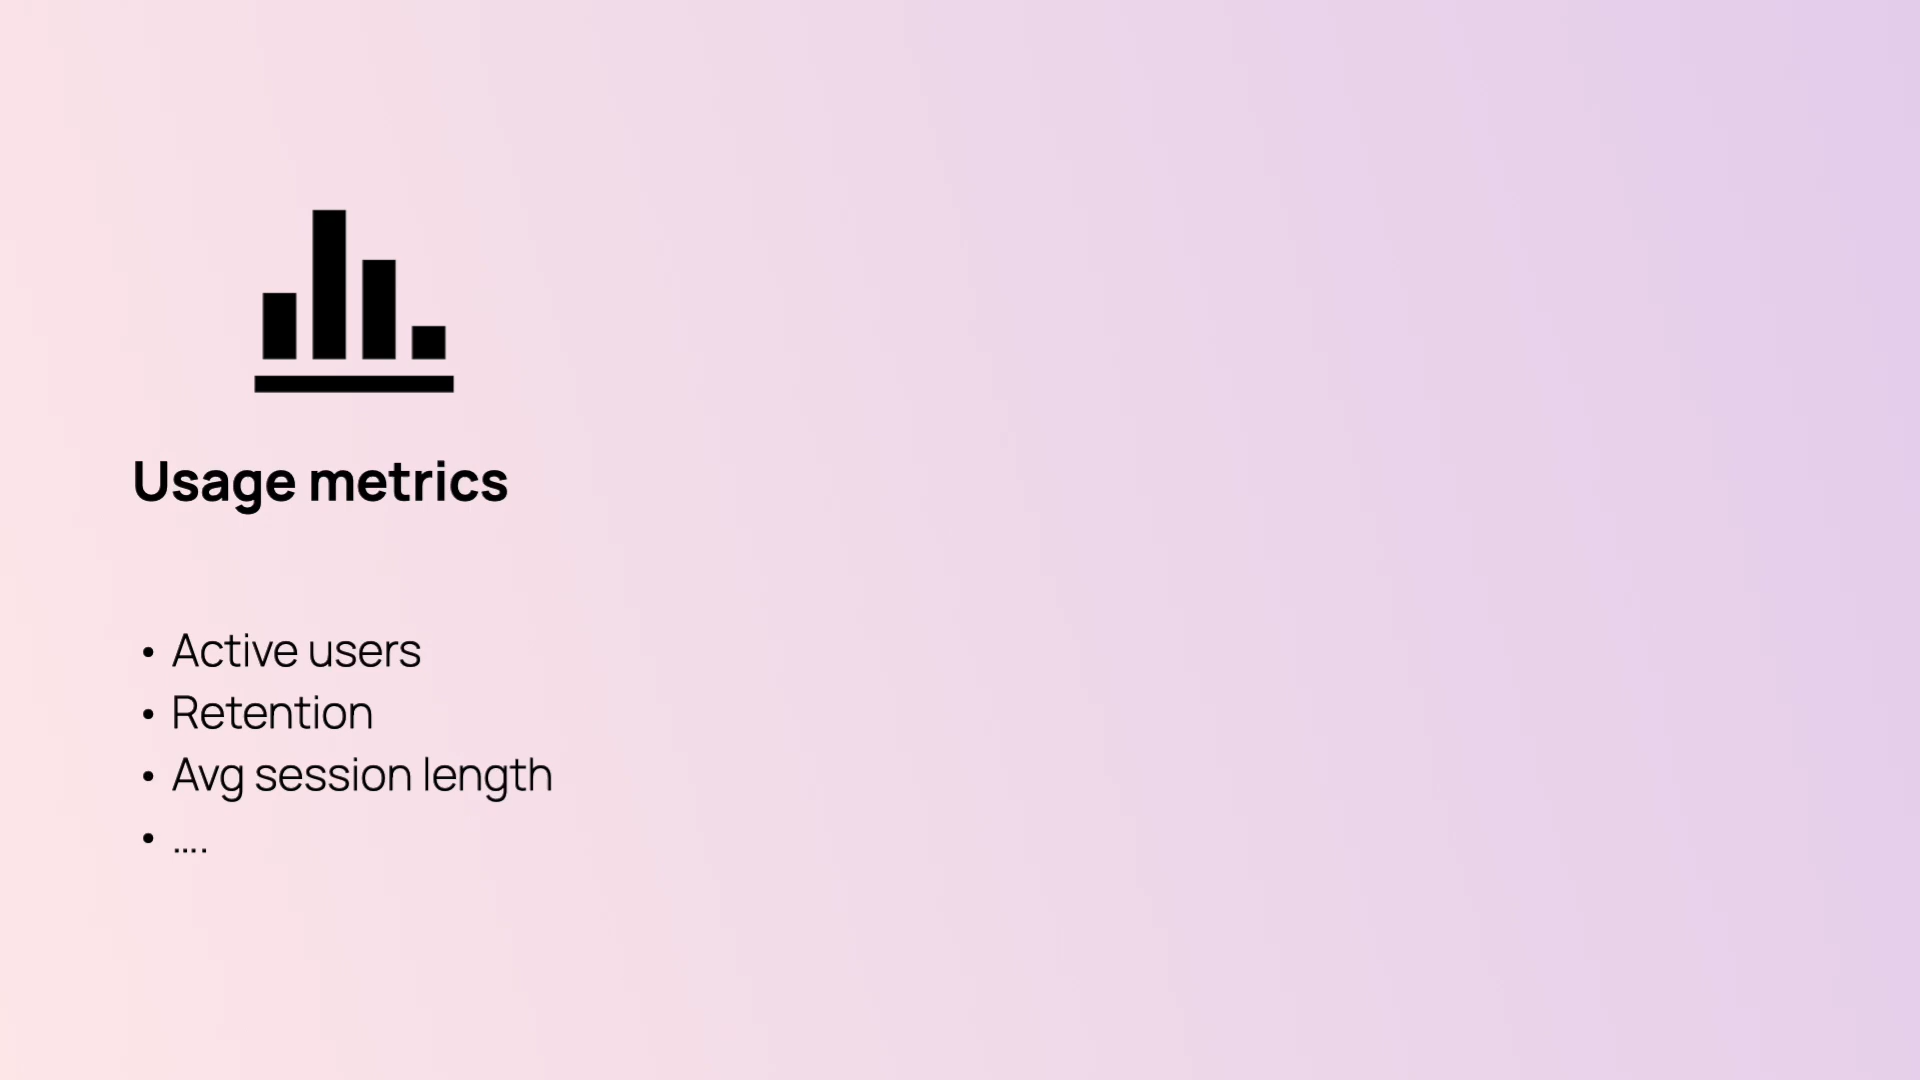 Usage metrics
• Active users
• Retention
• Avg session length
• ....